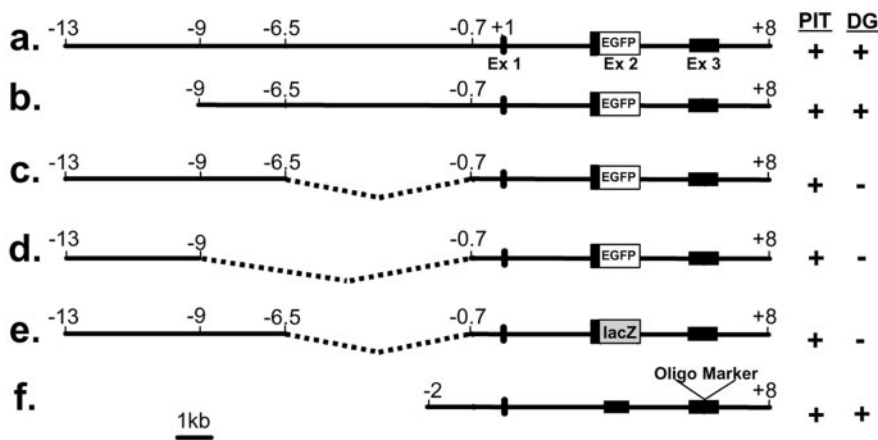 PIT DG
a. -13 -9 -6.5 -0.7 +1 EGFP +8 + +
Ex 1 Ex 2 Ex 3
b. -9 -0.7 EGFP +8 + +
c. -13 -9 -6.5 -0.7 EGFP +8 + -
d. -13 -9 -0.7 EGFP +8 + -
e. -13 -9 -6.5 -0.7 lacZ +8 + -
Oligo Marker
f. -2 +8 + +
1kb